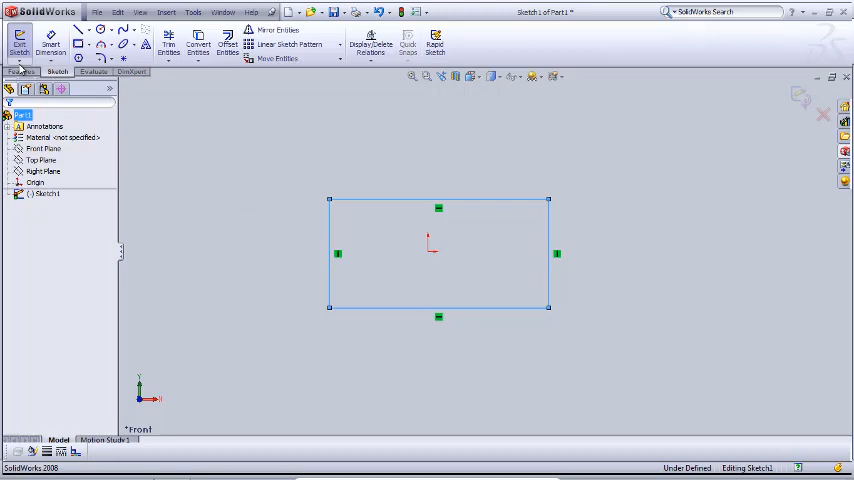 SolidWorks File Edit View Insert Tools Window Help Sketch1 of Part1 * SolidWorks Search
Exit Sketch
Smart Dimension
Trim Entities
Convert Entities
Offset Entities
Mirror Entities
Linear Sketch Pattern
Move Entities
Display/Delete Relations
Quick Snaps
Rapid Sketch
Features Sketch Evaluate DimXpert
Part1
Annotations
Material <not specified>
Front Plane
Top Plane
Right Plane
Origin
(-) Sketch1
Y
X
*Front
Model Motion Study 1
SolidWorks 2008 Under Defined Editing Sketch1